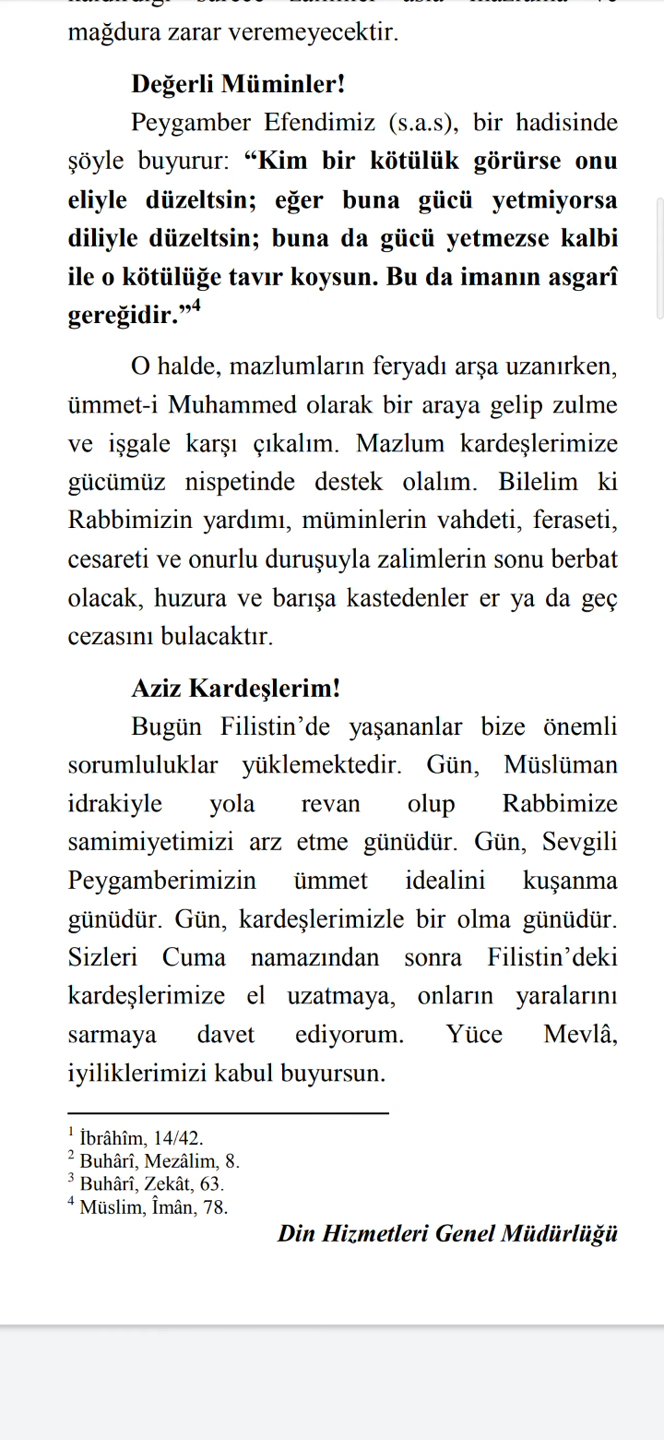 mağdura zarar veremeyecektir.
Değerli Müminler!
Peygamber Efendimiz (s.a.s), bir hadisinde
şöyle buyurur: “Kim bir kötülük görürse onu
eliyle düzeltsin; eğer buna gücü yetmiyorsa
diliyle düzeltsin; buna da gücü yetmezse kalbi
ile o kötülüğe tavır koysun. Bu da imanın asgarî
gereğidir.”⁴
O halde, mazlumların feryadı arşa uzanırken,
ümmet-i Muhammed olarak bir araya gelip zulme
ve işgale karşı çıkalım. Mazlum kardeşlerimize
gücümüz nispetinde destek olalım. Bilelim ki
Rabbimizin yardımı, müminlerin vahdeti, feraseti,
cesareti ve onurlu duruşuyla zalimlerin sonu berbat
olacak, huzura ve barışa kastedenler er ya da geç
cezasını bulacaktır.
Aziz Kardeşlerim!
Bugün Filistin’de yaşananlar bize önemli
sorumluluklar yüklemektedir. Gün, Müslüman
idrakiyle yola revan olup Rabbimize
samimiyetimizi arz etme günüdür. Gün, Sevgili
Peygamberimizin ümmet idealini kuşanma
günüdür. Gün, kardeşlerimizle bir olma günüdür.
Sizleri Cuma namazından sonra Filistin’deki
kardeşlerimize el uzatmaya, onların yaralarını
sarmaya davet ediyorum. Yüce Mevlâ,
iyiliklerimizi kabul buyursun.
¹ İbrâhîm, 14/42.
² Buhârî, Mezâlim, 8.
³ Buhârî, Zekât, 63.
⁴ Müslim, Îmân, 78.
Din Hizmetleri Genel Müdürlüğü